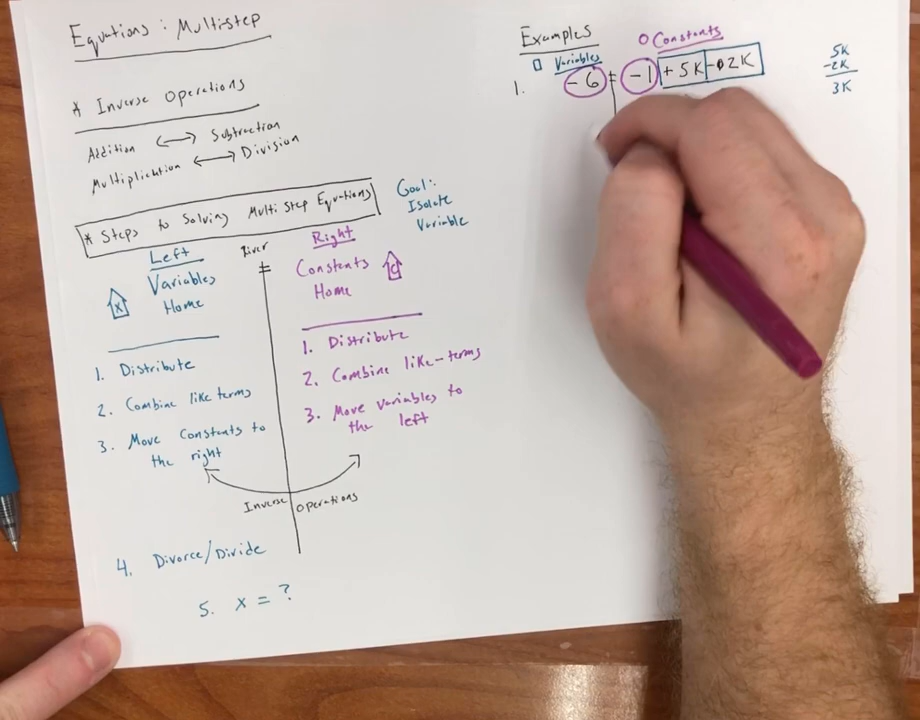 Equations: Multistep
* Inverse Operations
Addition <-> Subtraction
Multiplication <-> Division
* Steps to Solving Multi Step Equations
Goal:
Isolate
Variable
Left
Variables
Home
X
River
Right
Constants
Home
C
1. Distribute
2. Combine like terms
3. Move Constants to
the right
1. Distribute
2. Combine like-terms
3. Move variables to
the left
Inverse Operations
4. Divorce/Divide
5. x = ?
Examples
Variables
Constants
1. -6 = -1 + 5K - 2K
5K
-2K
3K